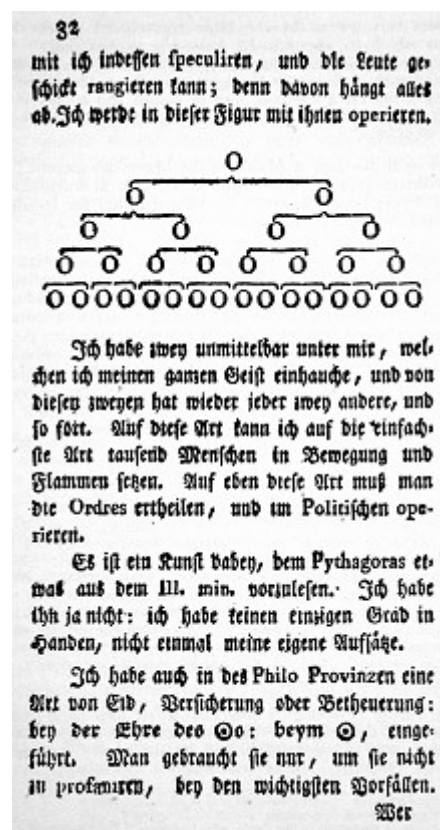 32
mit ich indessen speculiren, und die Leute ge-
schickt rangieren kann; denn davon hängt alles
ab. Ich werde in dieser Figur mit ihnen operieren.
O
O O
O O O O
O O O O O O O O
O O O O O O O O O O O O O O O O
Ich habe zwey unmittelbar unter mir, wel-
chen ich meinen ganzen Geist einhauche, und von
diesen zweyen hat wieder jeder zwey andere, und
so fort. Auf diese Art kann ich auf die einfach-
ste Art tausend Menschen in Bewegung und
Flammen setzen. Auf eben diese Art muß man
die Ordres ertheilen, und im Politischen ope-
rieren.
Es ist ein Kunst dabey, dem Pythagoras et-
was aus dem Ill. min. vorzulesen. Ich habe
ihn ja nicht: ich habe keinen einzigen Grad in
Handen, nicht einmal meine eigene Aufsätze.
Ich habe auch in des Philo Provinzen eine
Art von Eid, Versicherung oder Betheuerung:
bey der Ehre des ⊙o: beym ⊙, einge-
führt. Man gebraucht sie nur, um sie nicht
zu profaniren, bey den wichtigsten Vorfällen.
Wer